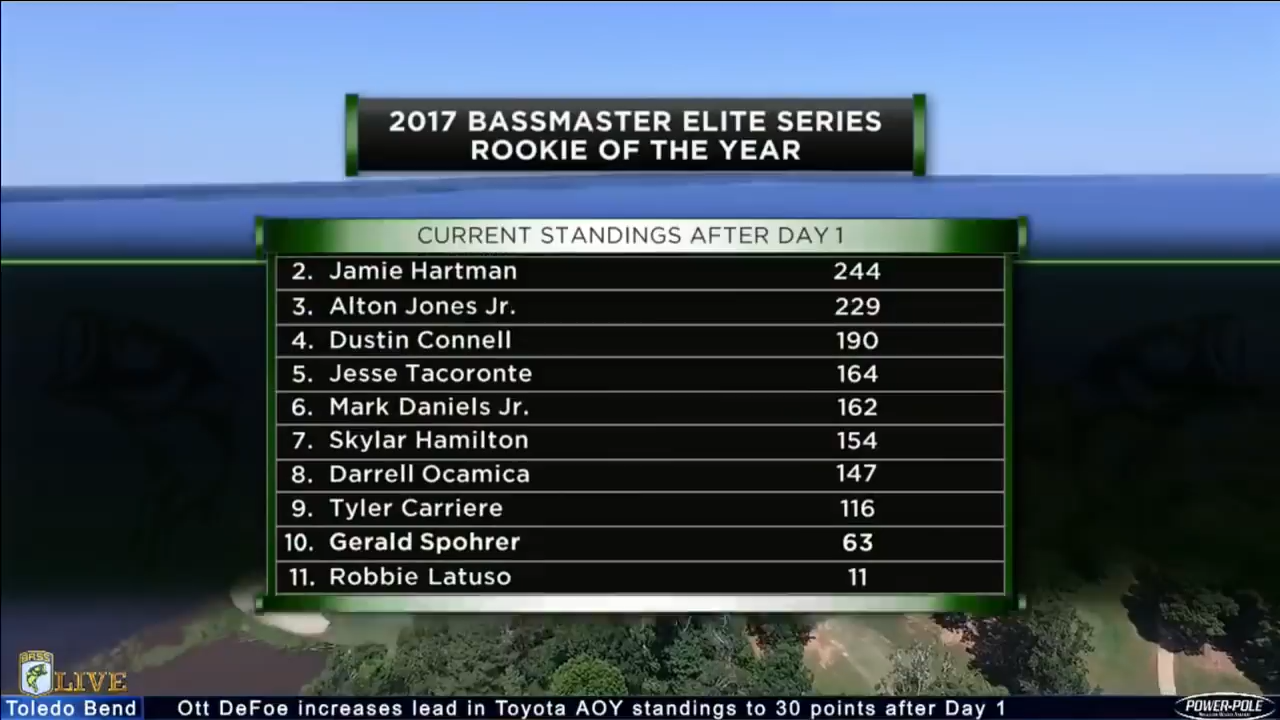 2017 BASSMASTER ELITE SERIES
ROOKIE OF THE YEAR
CURRENT STANDINGS AFTER DAY 1
2. Jamie Hartman 244
3. Alton Jones Jr. 229
4. Dustin Connell 190
5. Jesse Tacoronte 164
6. Mark Daniels Jr. 162
7. Skylar Hamilton 154
8. Darrell Ocamica 147
9. Tyler Carriere 116
10. Gerald Spohrer 63
11. Robbie Latuso 11
BASS
LIVE
Toledo Bend Ott DeFoe increases lead in Toyota AOY standings to 30 points after Day 1
POWER-POLE